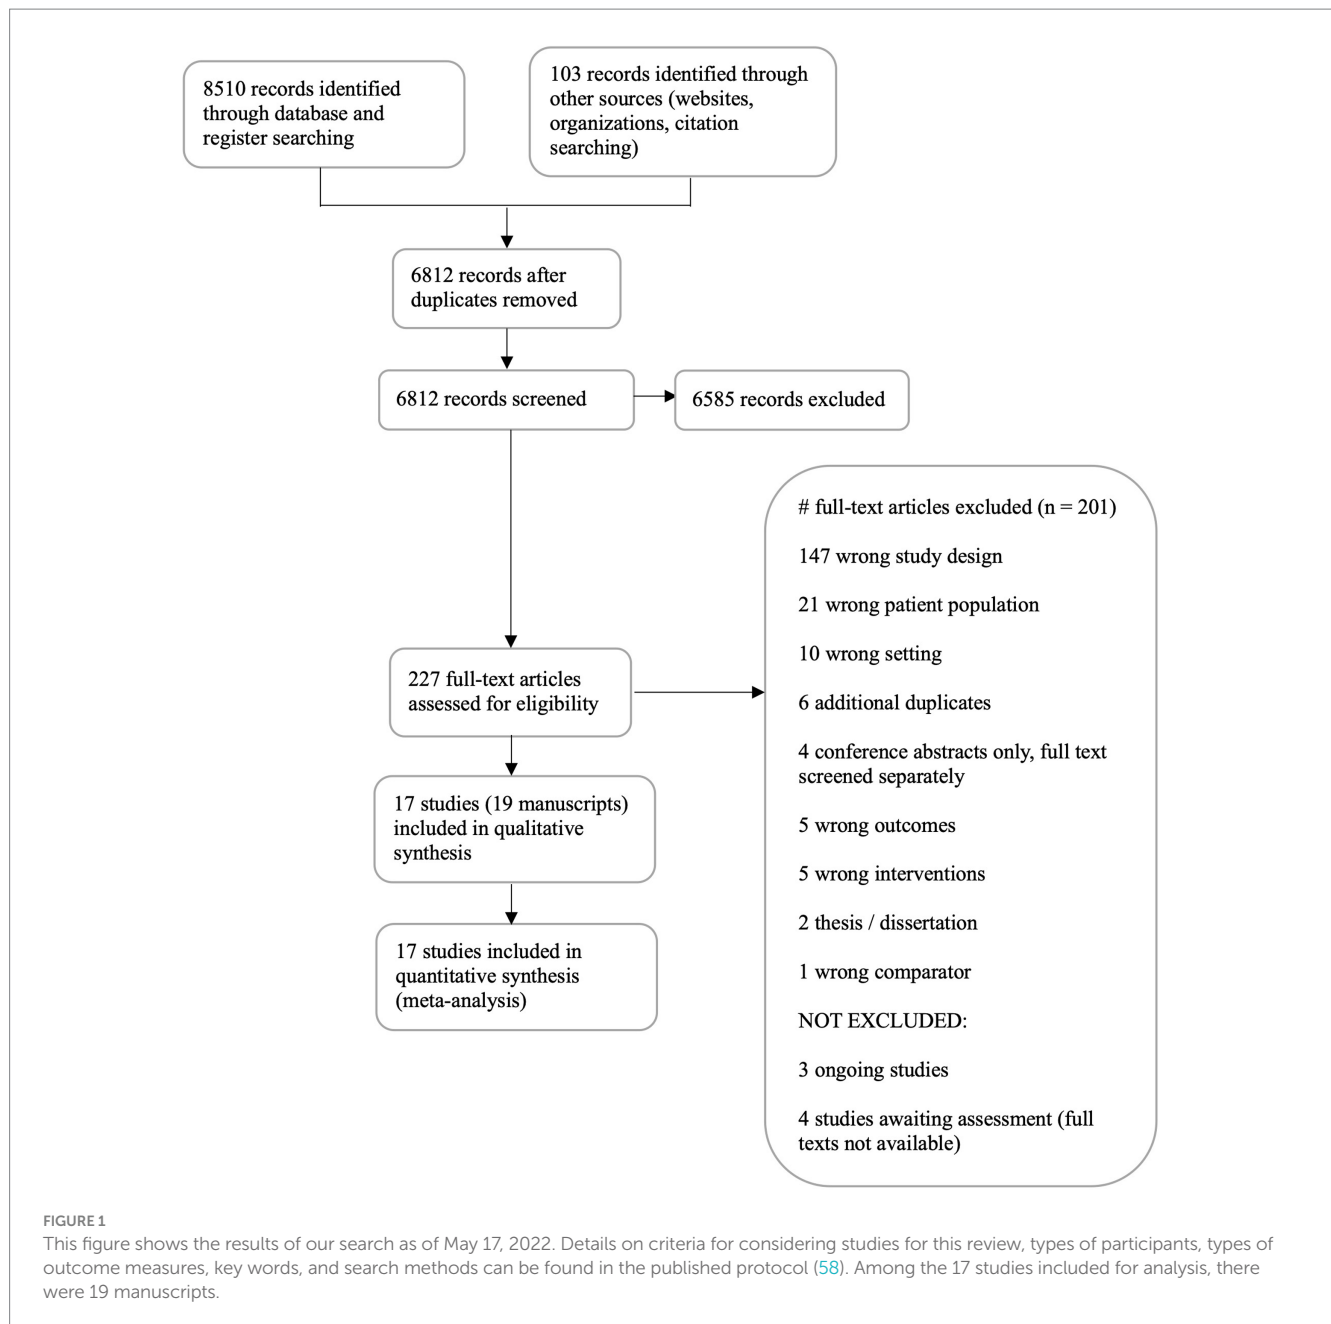 8510 records identified
through database and
register searching
103 records identified through
other sources (websites,
organizations, citation
searching)
6812 records after
duplicates removed
6812 records screened
6585 records excluded
# full-text articles excluded (n = 201)
147 wrong study design
21 wrong patient population
10 wrong setting
6 additional duplicates
4 conference abstracts only, full text
screened separately
5 wrong outcomes
5 wrong interventions
2 thesis / dissertation
1 wrong comparator
NOT EXCLUDED:
3 ongoing studies
4 studies awaiting assessment (full
texts not available)
227 full-text articles
assessed for eligibility
17 studies (19 manuscripts)
included in qualitative
synthesis
17 studies included in
quantitative synthesis
(meta-analysis)
FIGURE 1
This figure shows the results of our search as of May 17, 2022. Details on criteria for considering studies for this review, types of participants, types of
outcome measures, key words, and search methods can be found in the published protocol (58). Among the 17 studies included for analysis, there
were 19 manuscripts.